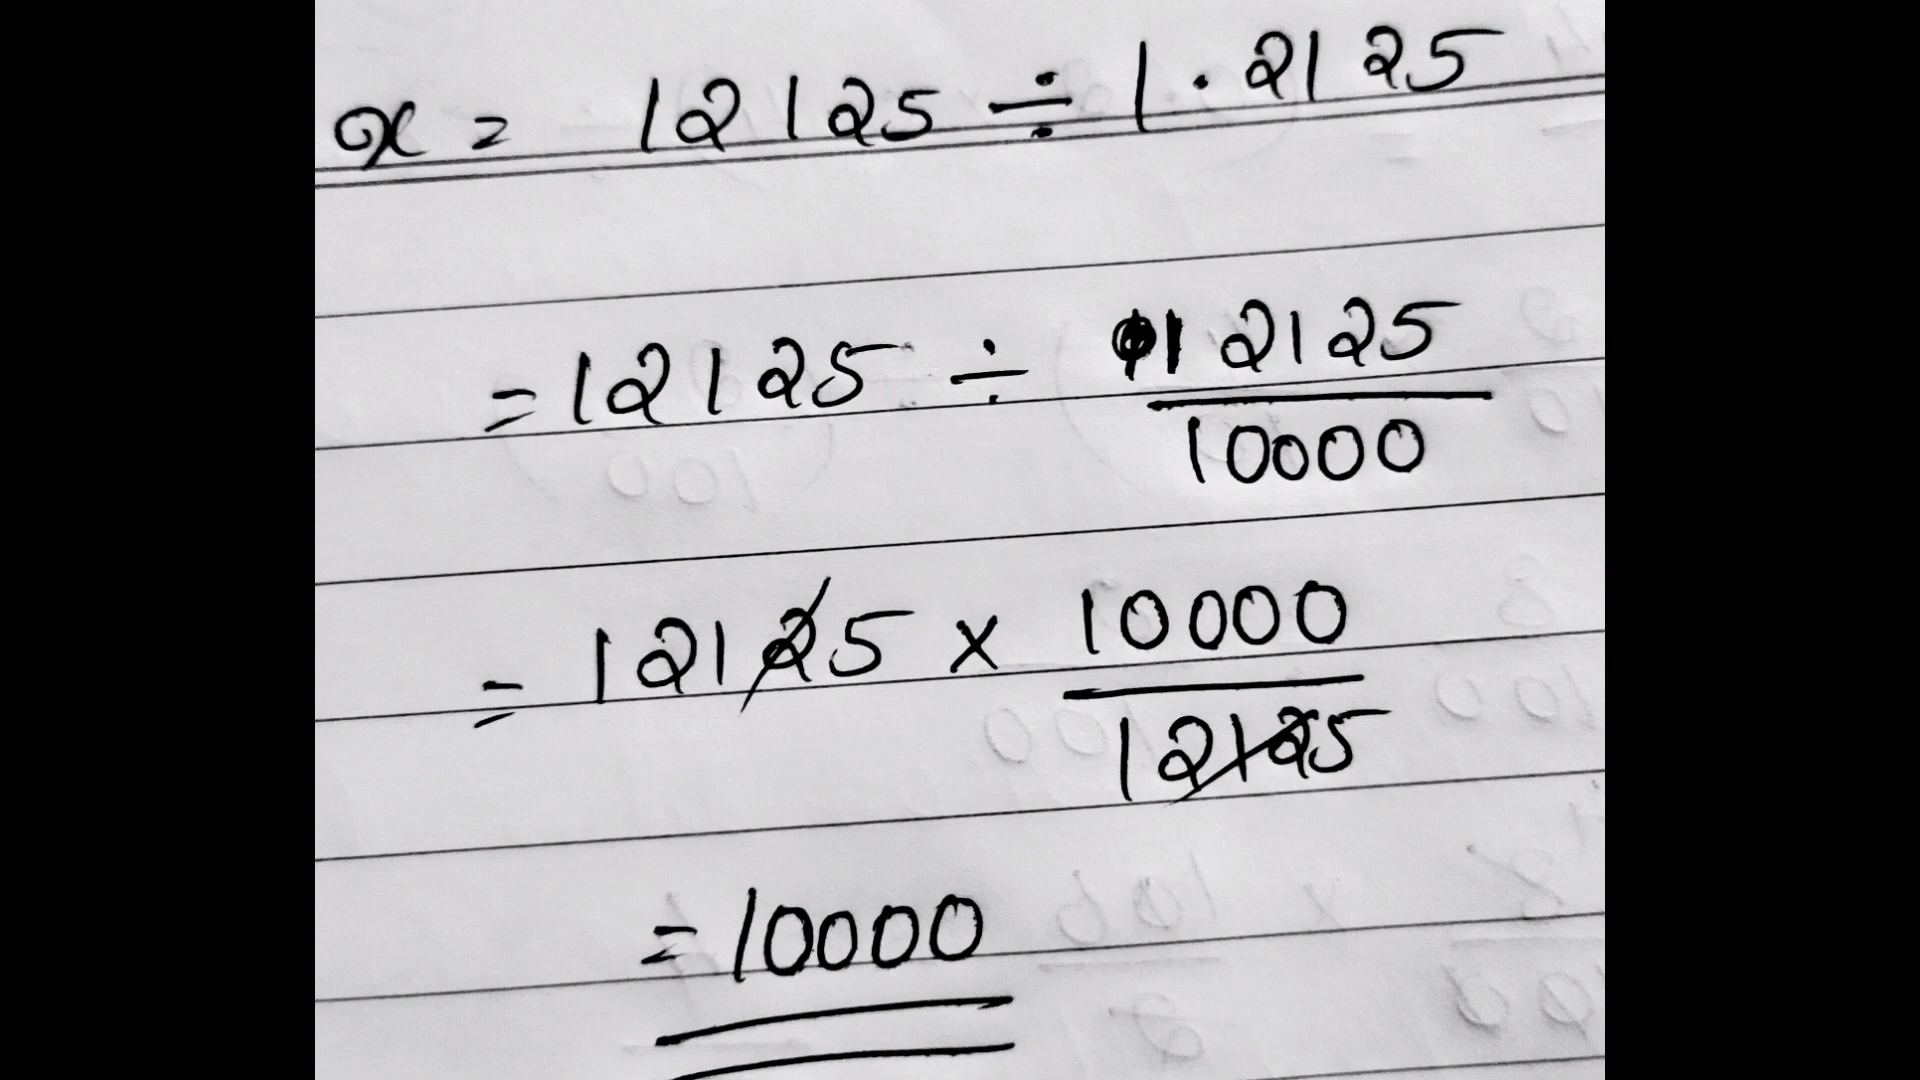 x = 12125 ÷ 1.2125
= 12125 ÷ 12125
10000
= 12125 × 10000
12125
= 10000